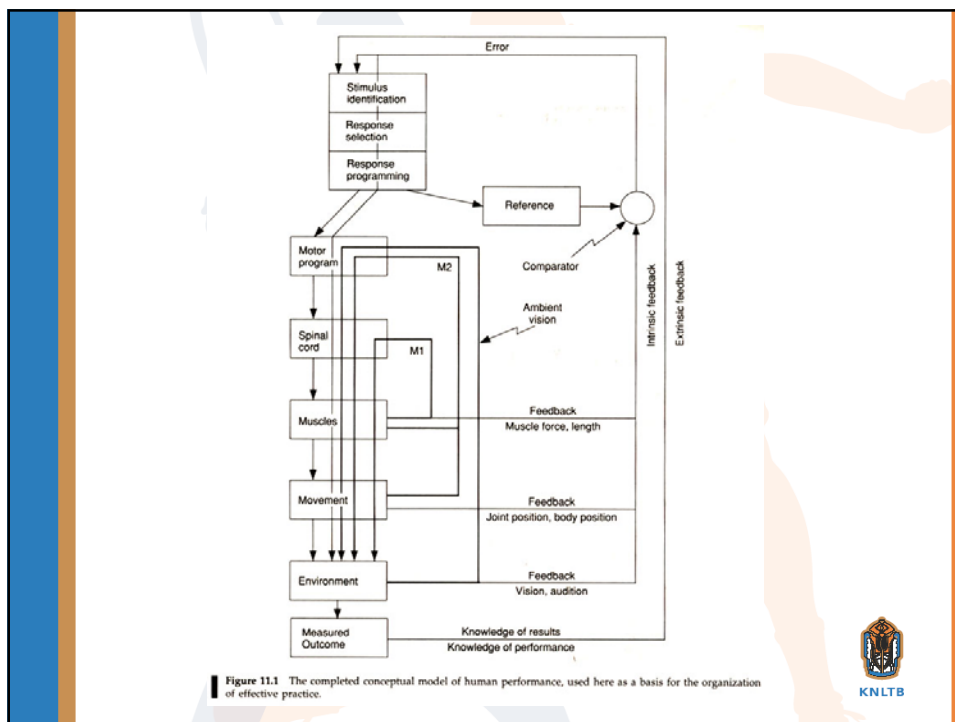 Error
Stimulus
identification
Response
selection
Response
programming
Reference
Comparator
Motor
program
M2
Ambient
vision
Spinal
cord
M1
Intrinsic feedback
Extrinsic feedback
Muscles
Feedback
Muscle force, length
Movement
Feedback
Joint position, body position
Environment
Feedback
Vision, audition
Measured
Outcome
Knowledge of results
Knowledge of performance
Figure 11.1 The completed conceptual model of human performance, used here as a basis for the organization
of effective practice.
KNLTB